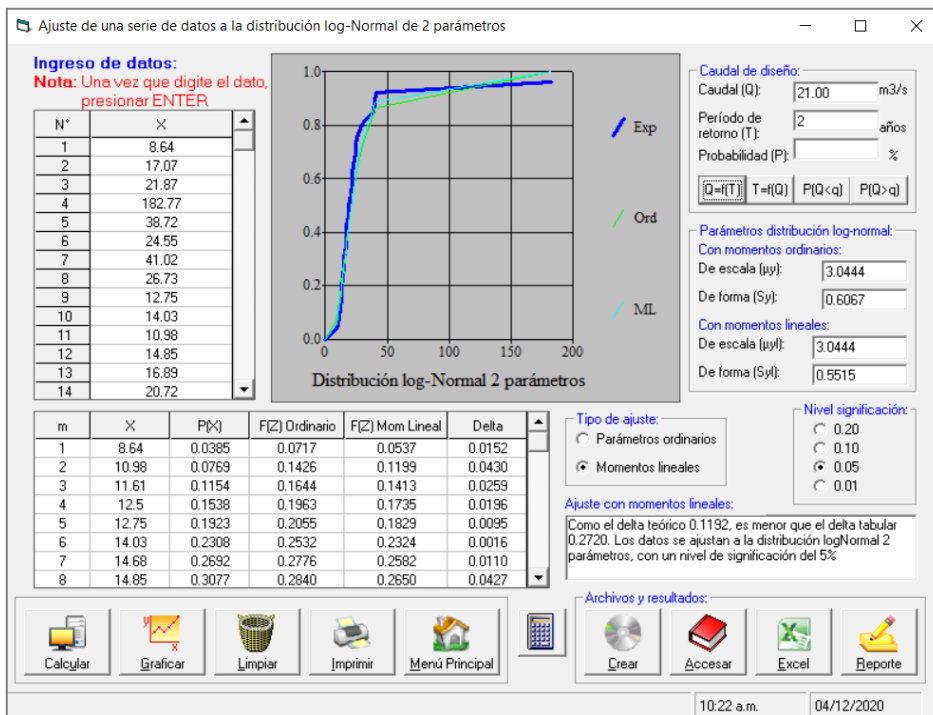 Ajuste de una serie de datos a la distribución log-Normal de 2 parámetros
Ingreso de datos:
Nota: Una vez que digite el dato,
presionar ENTER
N° X
1 8.64
2 17.07
3 21.87
4 182.77
5 38.72
6 24.55
7 41.02
8 26.73
9 12.75
10 14.03
11 10.98
12 14.85
13 16.89
14 20.72
1.0
0.8
0.6
0.4
0.2
0.0
0 50 100 150 200
Exp
Ord
ML
Distribución log-Normal 2 parámetros
Caudal de diseño:
Caudal (Q): 21.00 m3/s
Período de
retorno (T): 2 años
Probabilidad (P): %
Q=f(T) T=f(Q) P(Q<q) P(Q>q)
Parámetros distribución log-normal:
Con momentos ordinarios:
De escala (µy): 3.0444
De forma (Sy): 0.6067
Con momentos lineales:
De escala (µyl): 3.0444
De forma (Syl): 0.5515
m X P(X) F(Z) Ordinario F(Z) Mom Lineal Delta
1 8.64 0.0385 0.0717 0.0537 0.0152
2 10.98 0.0769 0.1426 0.1199 0.0430
3 11.61 0.1154 0.1644 0.1413 0.0259
4 12.5 0.1538 0.1963 0.1735 0.0196
5 12.75 0.1923 0.2055 0.1829 0.0095
6 14.03 0.2308 0.2532 0.2324 0.0016
7 14.68 0.2692 0.2776 0.2582 0.0110
8 14.85 0.3077 0.2840 0.2650 0.0427
Tipo de ajuste:
Parámetros ordinarios
Momentos lineales
Nivel significación:
0.20
0.10
0.05
0.01
Ajuste con momentos lineales:
Como el delta teórico 0.1192, es menor que el delta tabular
0.2720. Los datos se ajustan a la distribución logNormal 2
parámetros, con un nivel de significación del 5%
Calcular Graficar Limpiar Imprimir Menú Principal
Archivos y resultados:
Crear Accesar Excel Reporte
10:22 a.m. 04/12/2020